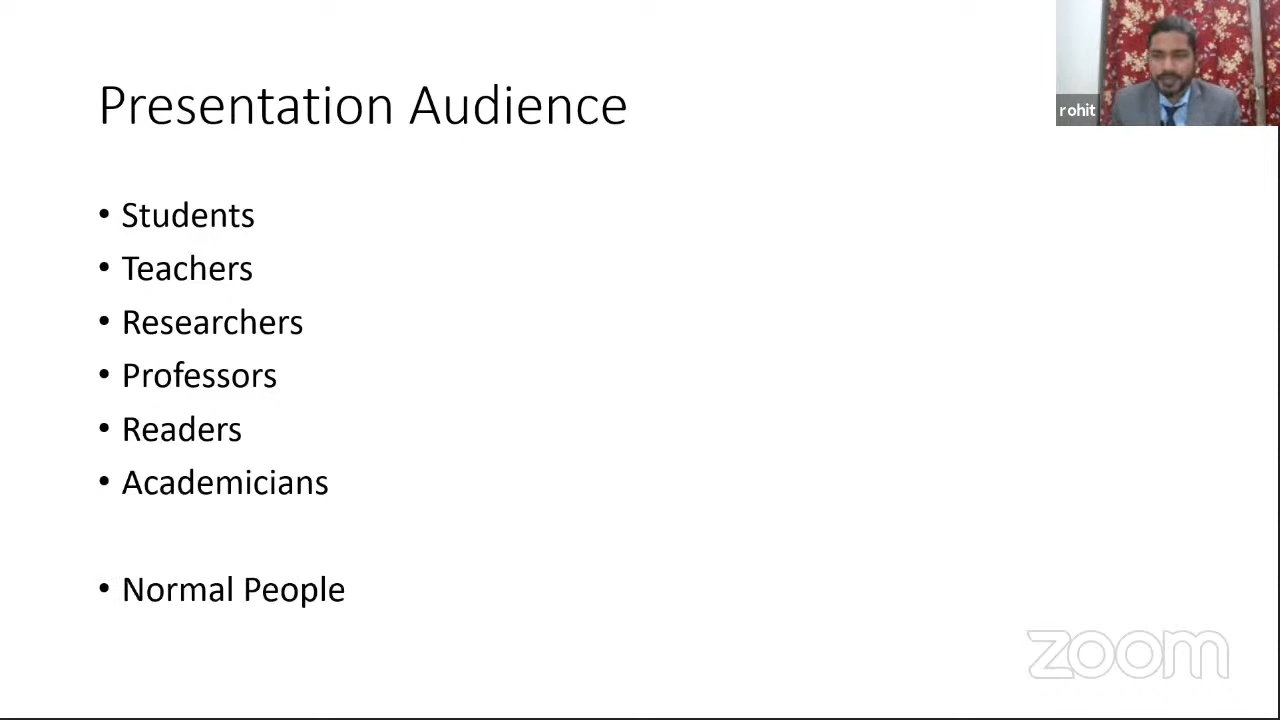 Presentation Audience
rohit
• Students
• Teachers
• Researchers
• Professors
• Readers
• Academicians
• Normal People
zoom